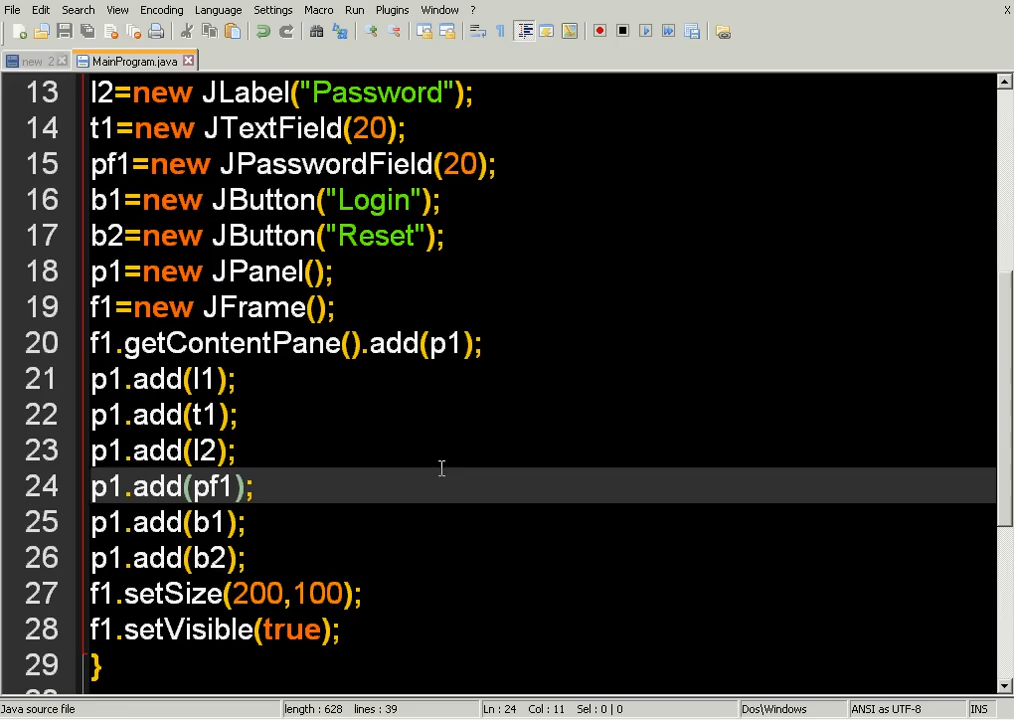 File Edit Search View Encoding Language Settings Macro Run Plugins Window ? X
new 2 MainProgram.java
13 l2=new JLabel("Password");
14 t1=new JTextField(20);
15 pf1=new JPasswordField(20);
16 b1=new JButton("Login");
17 b2=new JButton("Reset");
18 p1=new JPanel();
19 f1=new JFrame();
20 f1.getContentPane().add(p1);
21 p1.add(l1);
22 p1.add(t1);
23 p1.add(l2);
24 p1.add(pf1);
25 p1.add(b1);
26 p1.add(b2);
27 f1.setSize(200,100);
28 f1.setVisible(true);
29 }
Java source file length : 628 lines : 39 Ln : 24 Col : 11 Sel : 0 | 0 Dos\Windows ANSI as UTF-8 INS